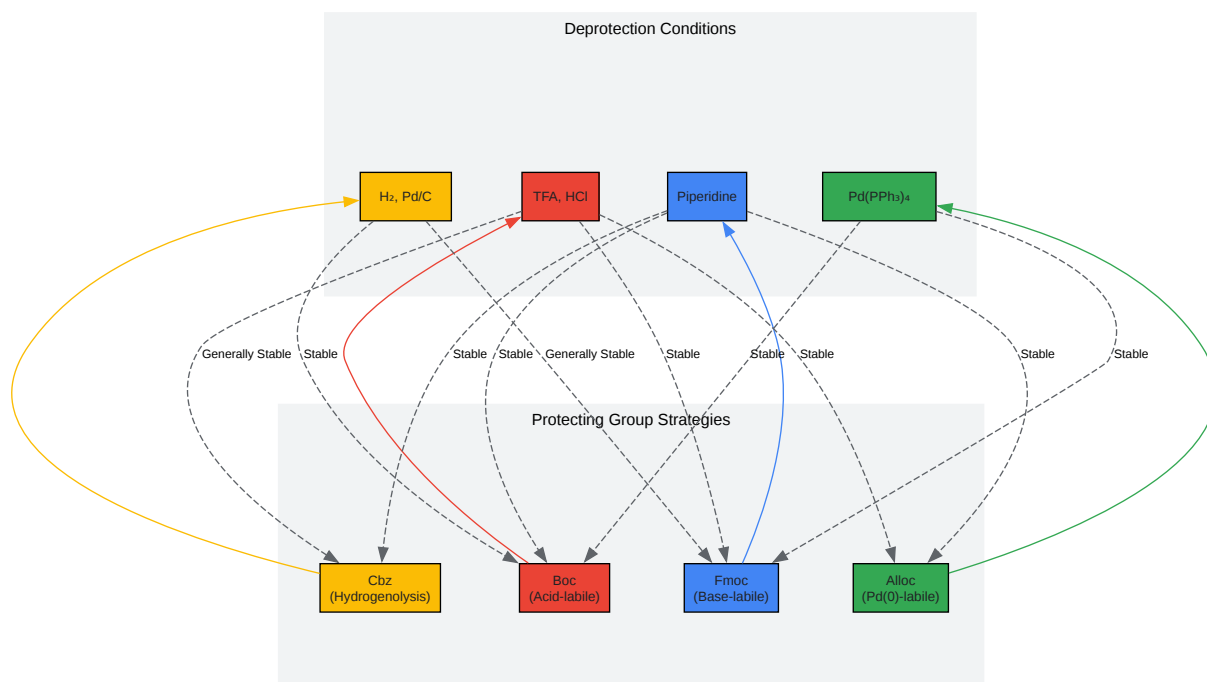 Deprotection Conditions
H₂, Pd/C
TFA, HCl
Piperidine
Pd(PPh₃)₄
Generally Stable
Stable
Stable
Stable
Generally Stable
Stable
Stable
Stable
Stable
Stable
Protecting Group Strategies
Cbz
(Hydrogenolysis)
Boc
(Acid-labile)
Fmoc
(Base-labile)
Alloc
(Pd(0)-labile)